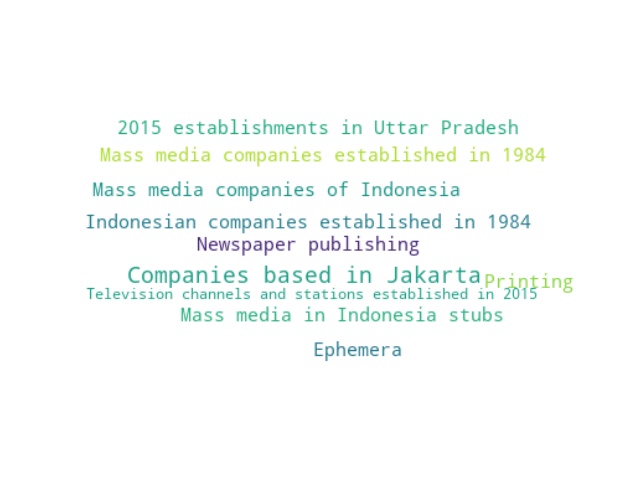 2015 establishments in Uttar Pradesh
Mass media companies established in 1984
Mass media companies of Indonesia
Indonesian companies established in 1984
Newspaper publishing
Companies based in Jakarta
Printing
Television channels and stations established in 2015
Mass media in Indonesia stubs
Ephemera